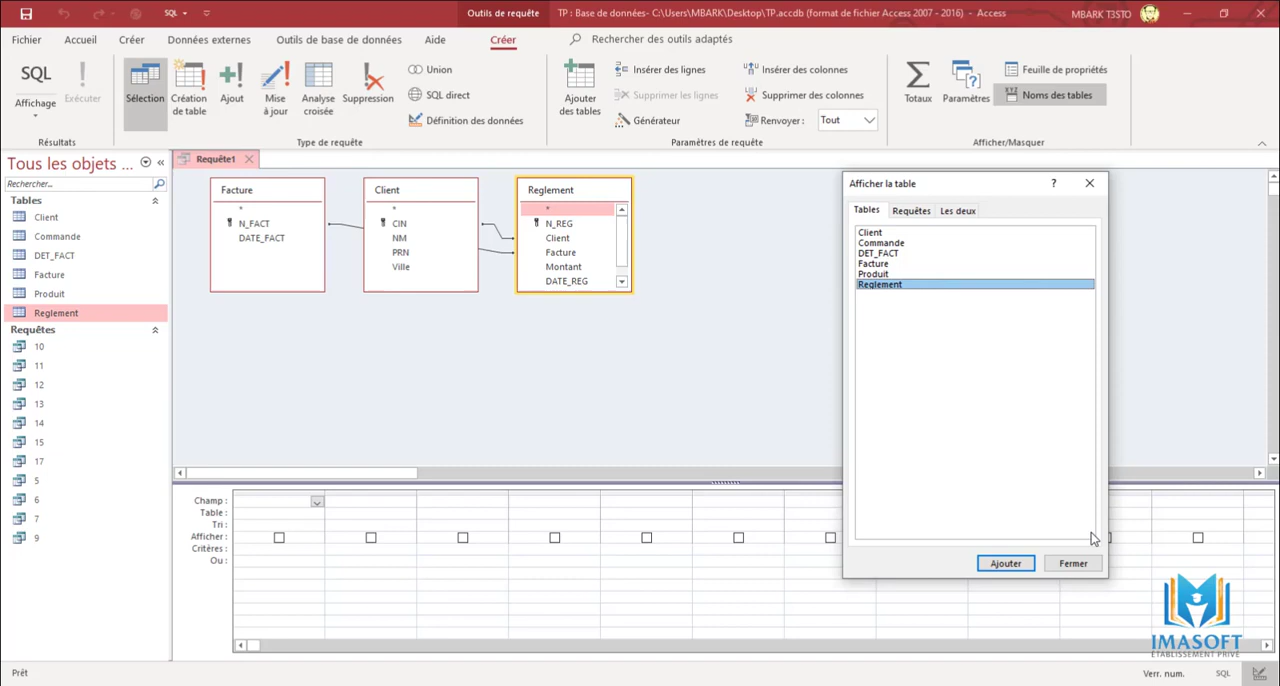 SQL
Outils de requête
TP : Base de données- C:\Users\MBARK\Desktop\TP.accdb (format de fichier Access 2007 - 2016) - Access
MBARK T3STO
Fichier
Accueil
Créer
Données externes
Outils de base de données
Aide
Créer
Rechercher des outils adaptés
SQL
Affichage
Exécuter
Résultats
Sélection
Création
de table
Ajout
Mise
à jour
Analyse
croisée
Suppression
Union
SQL direct
Définition des données
Type de requête
Ajouter
des tables
Insérer des lignes
Supprimer les lignes
Générateur
Insérer des colonnes
Supprimer des colonnes
Renvoyer :
Tout
Paramètres de requête
Totaux
Paramètres
Feuille de propriétés
XYZ
Noms des tables
Afficher/Masquer
Tous les objets ...
Rechercher...
Tables
Client
Commande
DET_FACT
Facture
Produit
Reglement
Requêtes
10
11
12
13
14
15
17
5
6
7
9
Requête1
Facture
*
N_FACT
DATE_FACT
Client
*
CIN
NM
PRN
Ville
Reglement
*
N_REG
Client
Facture
Montant
DATE_REG
Champ :
Table :
Tri :
Afficher :
Critères :
Ou :
Afficher la table
?
Tables
Requêtes
Les deux
Client
Commande
DET_FACT
Facture
Produit
Reglement
Ajouter
Fermer
IMASOFT
ETABLISSEMENT PRIVÉ
Prêt
Verr. num.
SQL